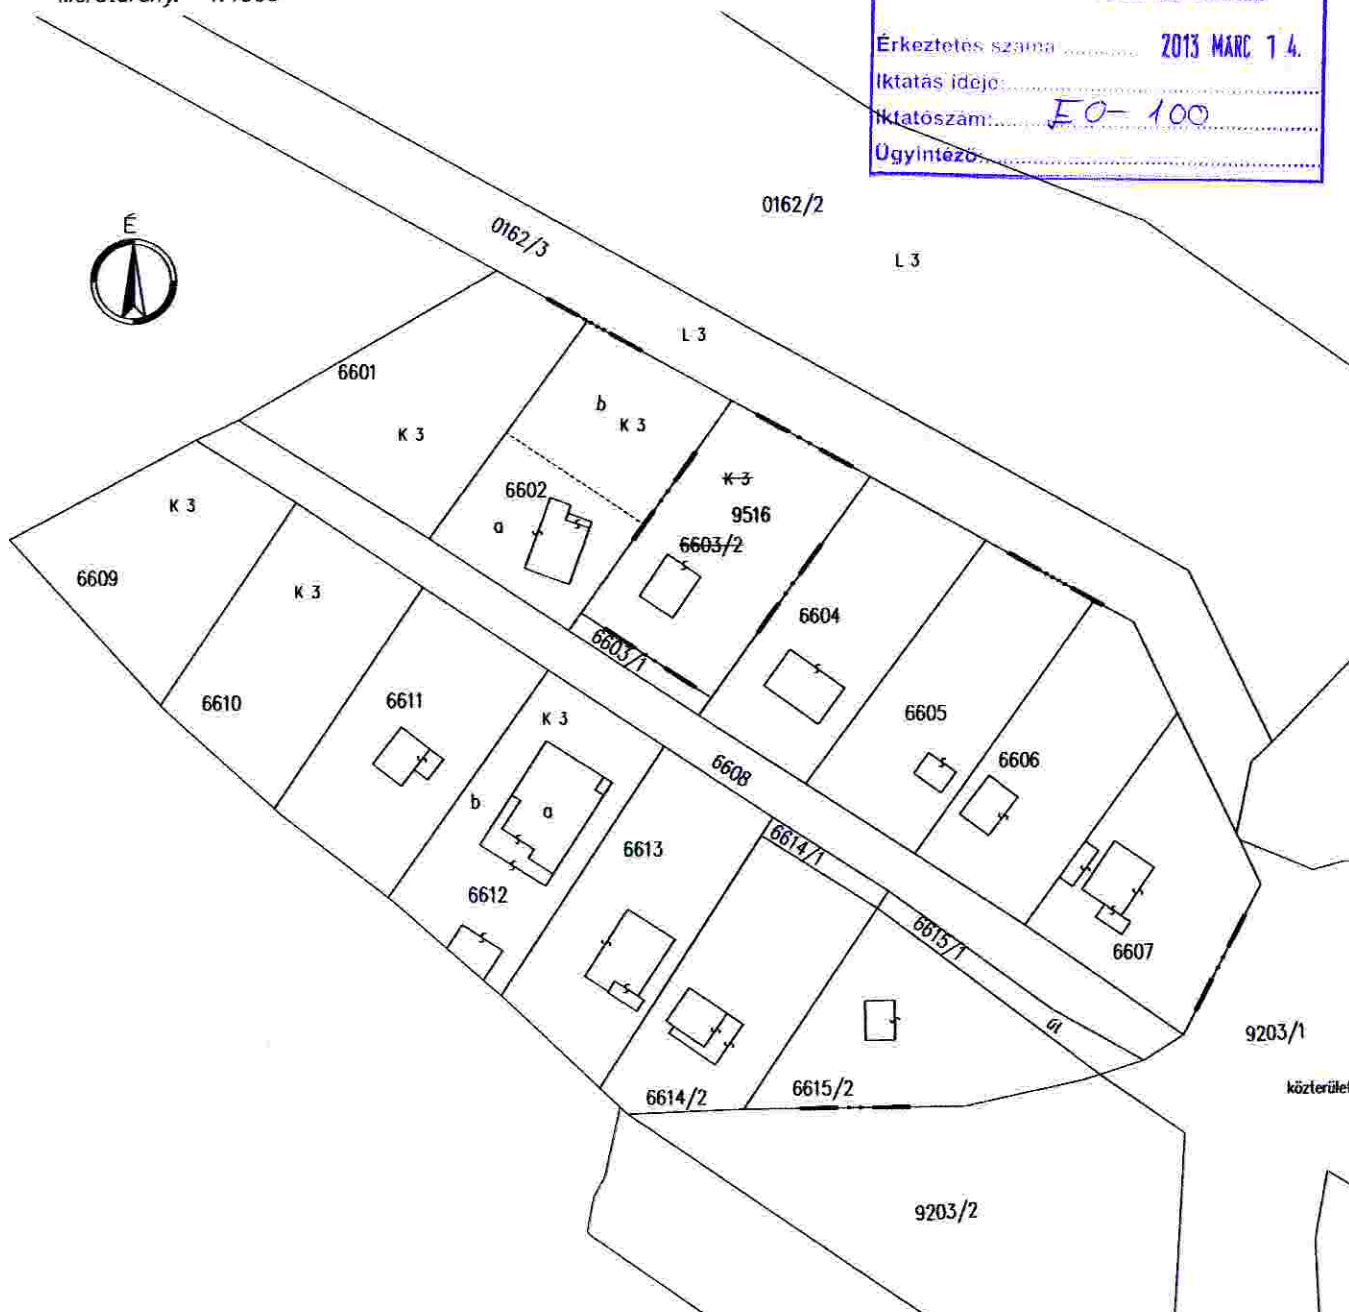 Érkeztetés száma: 2013 MÁRC 14.
Iktatás ideje:
Iktatószám: EO- 100
Ügyintéző:
0162/2
É
0162/3
L 3
L 3
6601
b
K 3
K 3
K 3
6602
9516
K 3
a
6603/2
6609
K 3
6604
6603/1
6611
6610
6605
K 3
6606
6608
b
a
6614/1
6613
6612
6615/1
6607
9203/1
6615/2
közterület
6614/2
9203/2